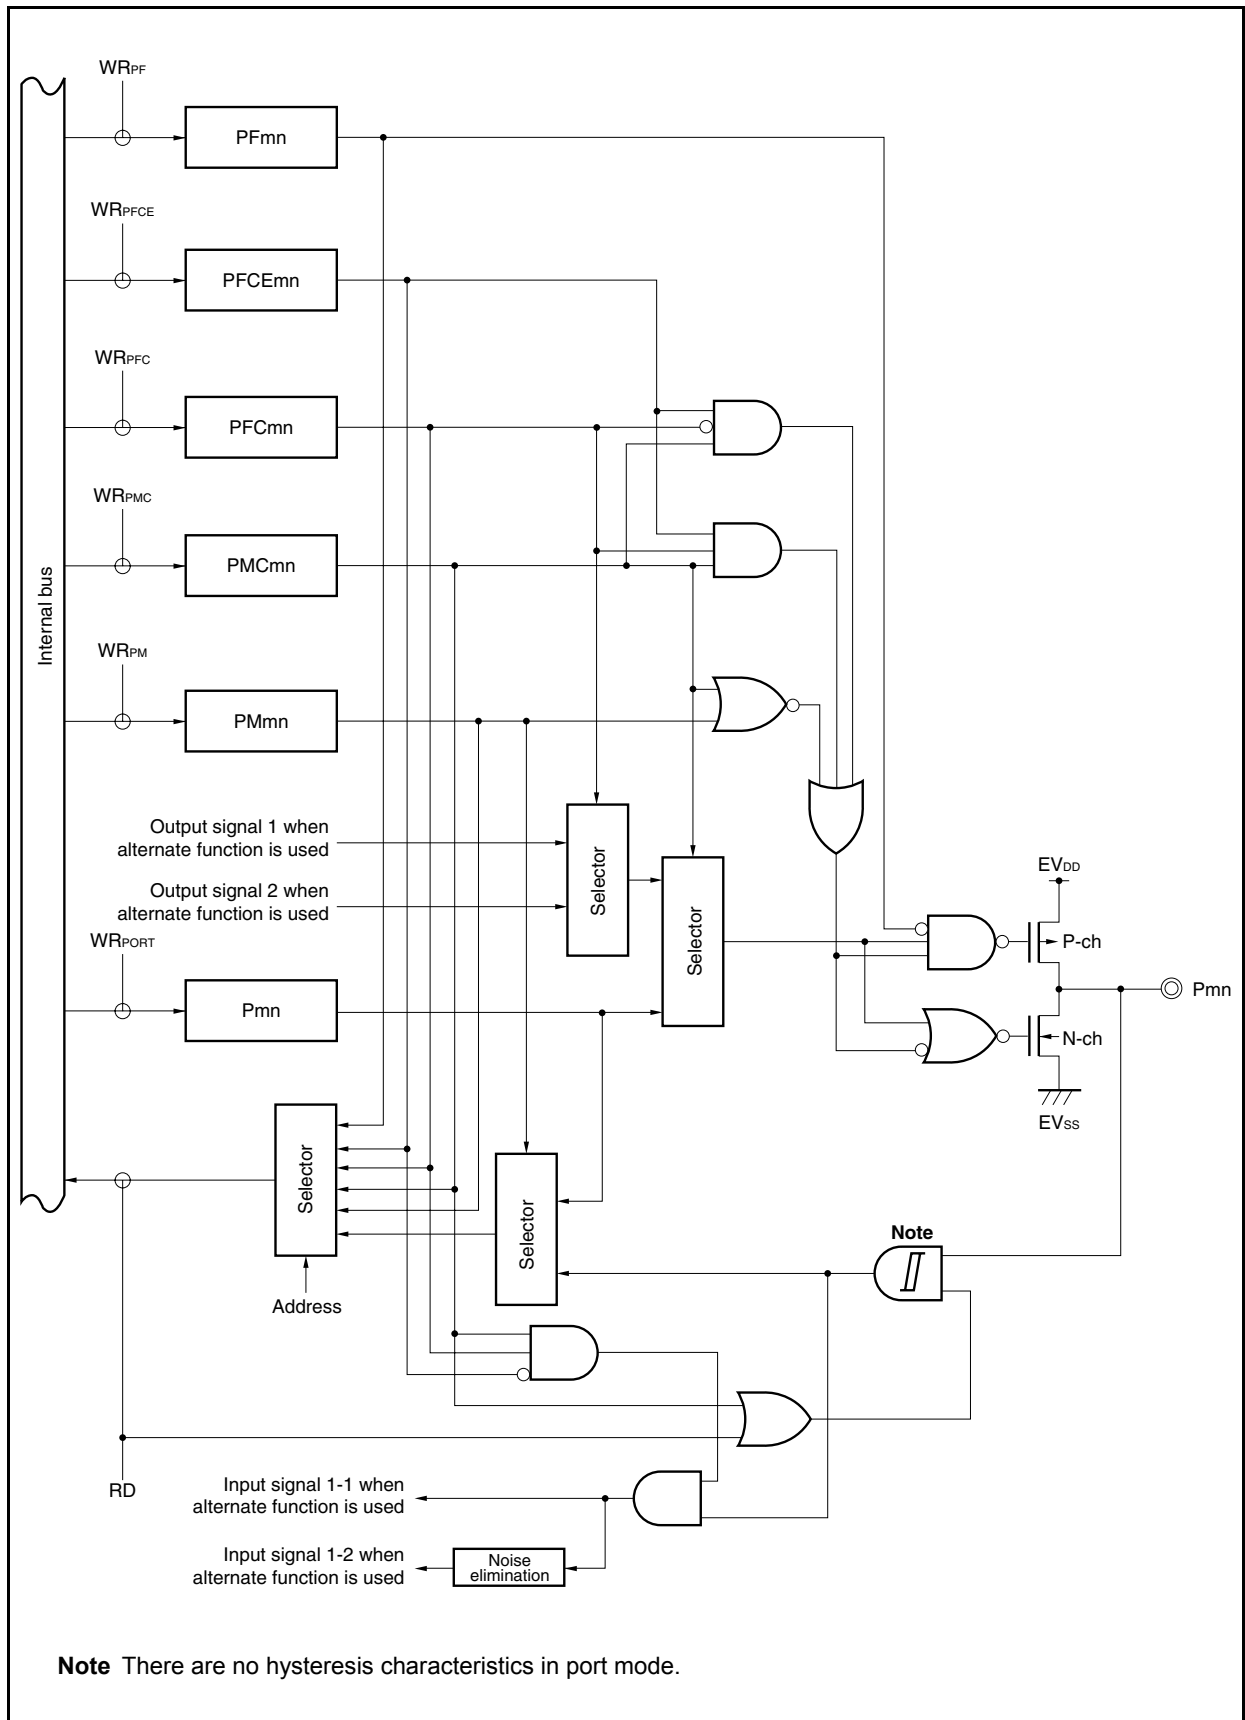 WRPF
PFmn
WRPFCE
PFCEmn
WRPFC
PFCmn
WRPMC
PMCmn
Internal bus
WRPM
PMmn
Output signal 1 when
alternate function is used
Output signal 2 when
alternate function is used
Selector
Selector
EVDD
P-ch
WRPORT
Pmn
Pmn
N-ch
EVSS
Selector
Selector
Note
Address
RD
Input signal 1-1 when
alternate function is used
Input signal 1-2 when
alternate function is used
Noise
elimination
Note There are no hysteresis characteristics in port mode.